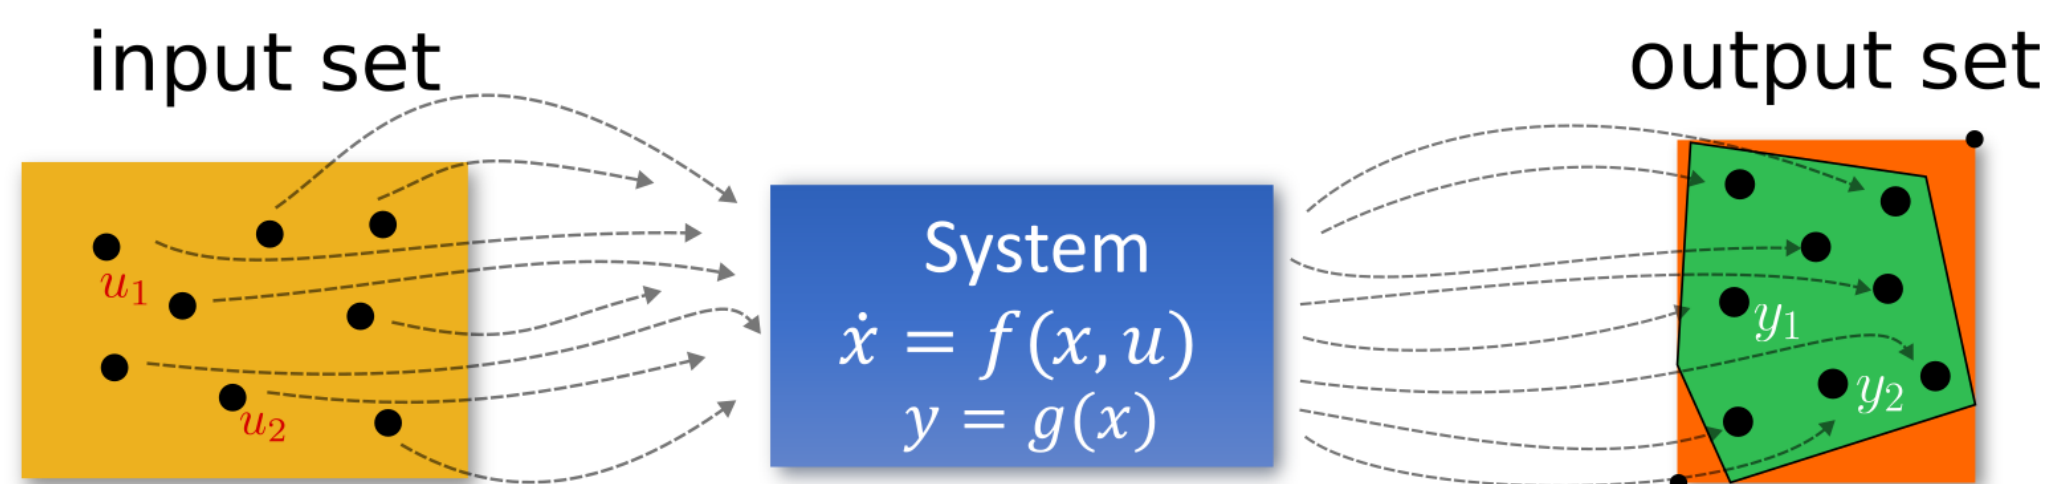 input set
output set
u₁
u₂
System
ẋ = f(x, u)
y = g(x)
y₁
y₂